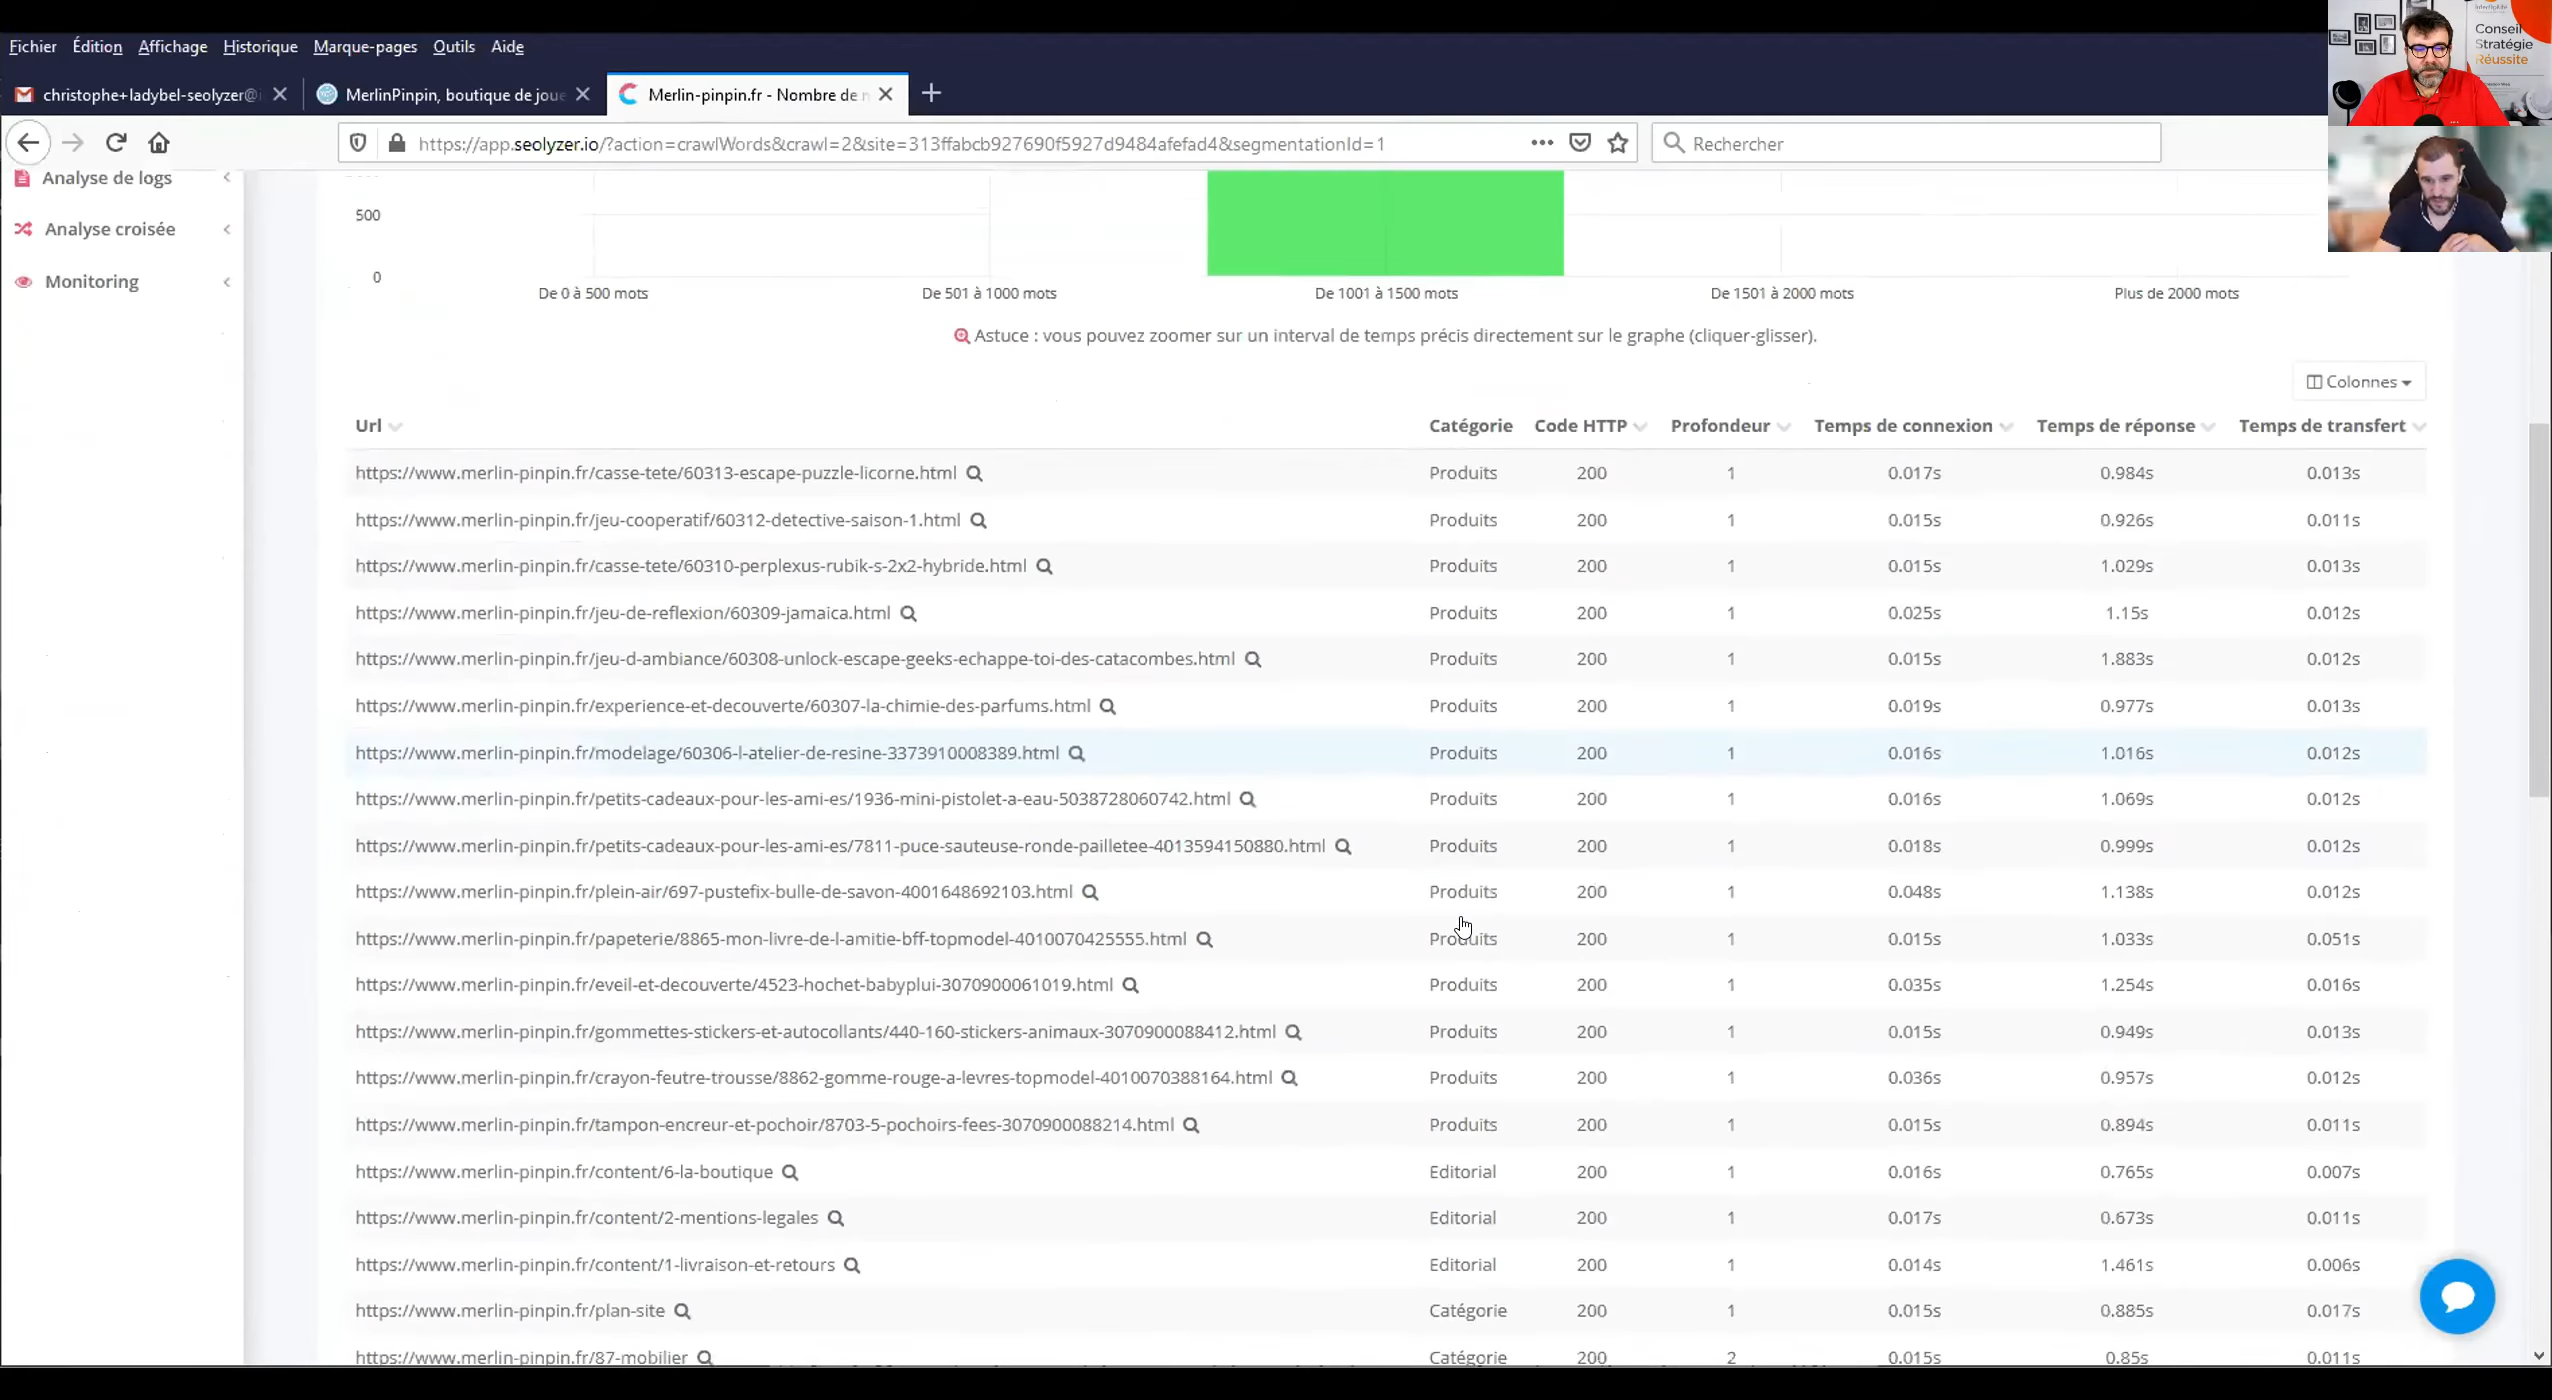 Fichier Édition Affichage Historique Marque-pages Outils Aide
Conseil
Stratégie
Réussite
christophe+ladybel-seolyzer@
MerlinPinpin, boutique de joue
Merlin-pinpin.fr - Nombre de
https://app.seolyzer.io/?action=crawlWords&crawl=2&site=313ffabcb927690f5927d9484afefad4&segmentationId=1
Rechercher
Analyse de logs
Analyse croisée
Monitoring
500
0
De 0 à 500 mots De 501 à 1000 mots De 1001 à 1500 mots De 1501 à 2000 mots Plus de 2000 mots
Astuce : vous pouvez zoomer sur un interval de temps précis directement sur le graphe (cliquer-glisser).
Colonnes
Url Catégorie Code HTTP Profondeur Temps de connexion Temps de réponse Temps de transfert
https://www.merlin-pinpin.fr/casse-tete/60313-escape-puzzle-licorne.html Produits 200 1 0.017s 0.984s 0.013s
https://www.merlin-pinpin.fr/jeu-cooperatif/60312-detective-saison-1.html Produits 200 1 0.015s 0.926s 0.011s
https://www.merlin-pinpin.fr/casse-tete/60310-perplexus-rubik-s-2x2-hybride.html Produits 200 1 0.015s 1.029s 0.013s
https://www.merlin-pinpin.fr/jeu-de-reflexion/60309-jamaica.html Produits 200 1 0.025s 1.15s 0.012s
https://www.merlin-pinpin.fr/jeu-d-ambiance/60308-unlock-escape-geeks-echappe-toi-des-catacombes.html Produits 200 1 0.015s 1.883s 0.012s
https://www.merlin-pinpin.fr/experience-et-decouverte/60307-la-chimie-des-parfums.html Produits 200 1 0.019s 0.977s 0.013s
https://www.merlin-pinpin.fr/modelage/60306-l-atelier-de-resine-3373910008389.html Produits 200 1 0.016s 1.016s 0.012s
https://www.merlin-pinpin.fr/petits-cadeaux-pour-les-ami-es/1936-mini-pistolet-a-eau-5038728060742.html Produits 200 1 0.016s 1.069s 0.012s
https://www.merlin-pinpin.fr/petits-cadeaux-pour-les-ami-es/7811-puce-sauteuse-ronde-pailletee-4013594150880.html Produits 200 1 0.018s 0.999s 0.012s
https://www.merlin-pinpin.fr/plein-air/697-pustefix-bulle-de-savon-4001648692103.html Produits 200 1 0.048s 1.138s 0.012s
https://www.merlin-pinpin.fr/papeterie/8865-mon-livre-de-l-amitie-bff-topmodel-4010070425555.html Produits 200 1 0.015s 1.033s 0.051s
https://www.merlin-pinpin.fr/eveil-et-decouverte/4523-hochet-babyplui-3070900061019.html Produits 200 1 0.035s 1.254s 0.016s
https://www.merlin-pinpin.fr/gommettes-stickers-et-autocollants/440-160-stickers-animaux-3070900088412.html Produits 200 1 0.015s 0.949s 0.013s
https://www.merlin-pinpin.fr/crayon-feutre-trousse/8862-gomme-rouge-a-levres-topmodel-4010070388164.html Produits 200 1 0.036s 0.957s 0.012s
https://www.merlin-pinpin.fr/tampon-encreur-et-pochoir/8703-5-pochoirs-fees-3070900088214.html Produits 200 1 0.015s 0.894s 0.011s
https://www.merlin-pinpin.fr/content/6-la-boutique Editorial 200 1 0.016s 0.765s 0.007s
https://www.merlin-pinpin.fr/content/2-mentions-legales Editorial 200 1 0.017s 0.673s 0.011s
https://www.merlin-pinpin.fr/content/1-livraison-et-retours Editorial 200 1 0.014s 1.461s 0.006s
https://www.merlin-pinpin.fr/plan-site Catégorie 200 1 0.015s 0.885s 0.017s
https://www.merlin-pinpin.fr/87-mobilier Catégorie 200 2 0.015s 0.85s 0.011s